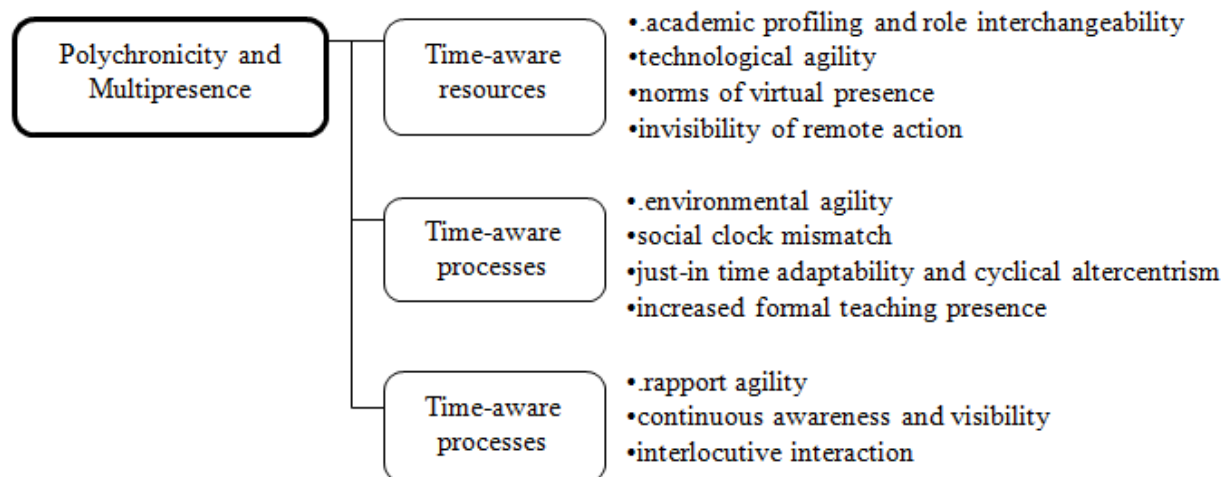 Polychronicity and
Multipresence
Time-aware
resources
•.academic profiling and role interchangeability
•technological agility
•norms of virtual presence
•invisibility of remote action
Time-aware
processes
•.environmental agility
•social clock mismatch
•just-in time adaptability and cyclical altercentrism
•increased formal teaching presence
Time-aware
processes
•.rapport agility
•continuous awareness and visibility
•interlocutive interaction